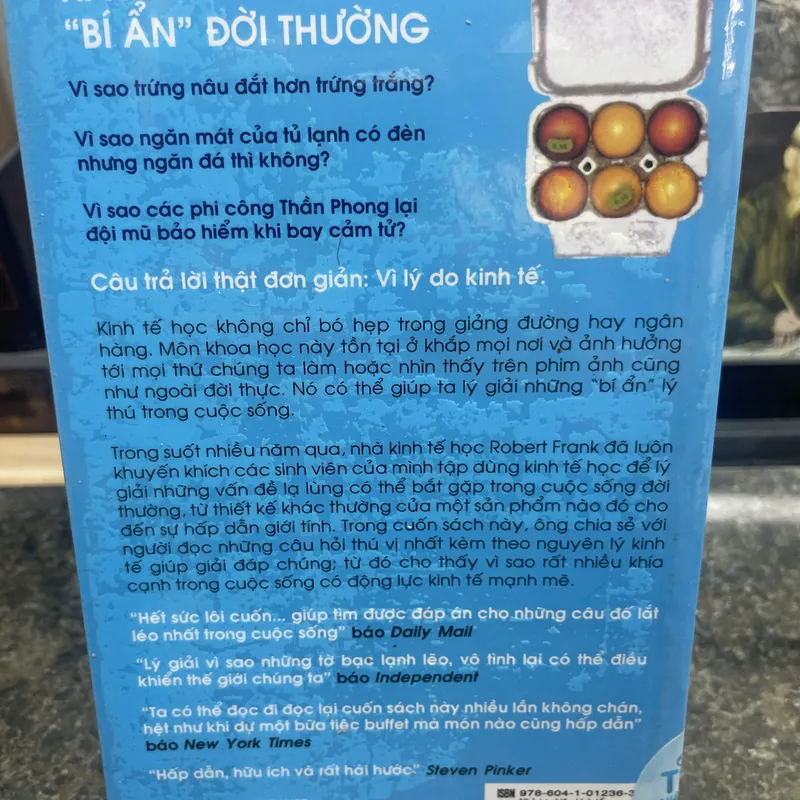 "BÍ ẨN" ĐỜI THƯỜNG
Vì sao trứng nâu đắt hơn trứng trắng?
Vì sao ngăn mát của tủ lạnh có đèn
nhưng ngăn đá thì không?
Vì sao các phi công Thần Phong lại
đội mũ bảo hiểm khi bay cảm tử?
Câu trả lời thật đơn giản: Vì lý do kinh tế.
Kinh tế học không chỉ bó hẹp trong giảng đường hay ngân
hàng. Môn khoa học này tồn tại ở khắp mọi nơi và ảnh hưởng
tới mọi thứ chúng ta làm hoặc nhìn thấy trên phim ảnh cũng
như ngoài đời thực. Nó có thể giúp ta lý giải những "bí ẩn" lý
thú trong cuộc sống.
Trong suốt nhiều năm qua, nhà kinh tế học Robert Frank đã luôn
khuyến khích các sinh viên của mình tập dùng kinh tế học để lý
giải những vấn đề lạ lùng có thể bắt gặp trong cuộc sống đời
thường, từ thiết kế khác thường của một sản phẩm nào đó cho
đến sự hấp dẫn giới tính. Trong cuốn sách này, ông chia sẻ với
người đọc những câu hỏi thú vị nhất kèm theo nguyên lý kinh
tế giúp giải đáp chúng; từ đó cho thấy vì sao rất nhiều khía
cạnh trong cuộc sống có động lực kinh tế mạnh mẽ.
"Hết sức lôi cuốn... giúp tìm được đáp án cho những câu đố lắt
léo nhất trong cuộc sống" báo Daily Mail
"Lý giải vì sao những tờ bạc lạnh lẽo, vô tình lại có thể điều
khiển thế giới chúng ta" báo Independent
"Ta có thể đọc đi đọc lại cuốn sách này nhiều lần không chán,
hệt như khi dự một bữa tiệc buffet mà món nào cũng hấp dẫn"
báo New York Times
"Hấp dẫn, hữu ích và rất hài hước." Steven Pinker
ISBN 978-604-1-01236-3